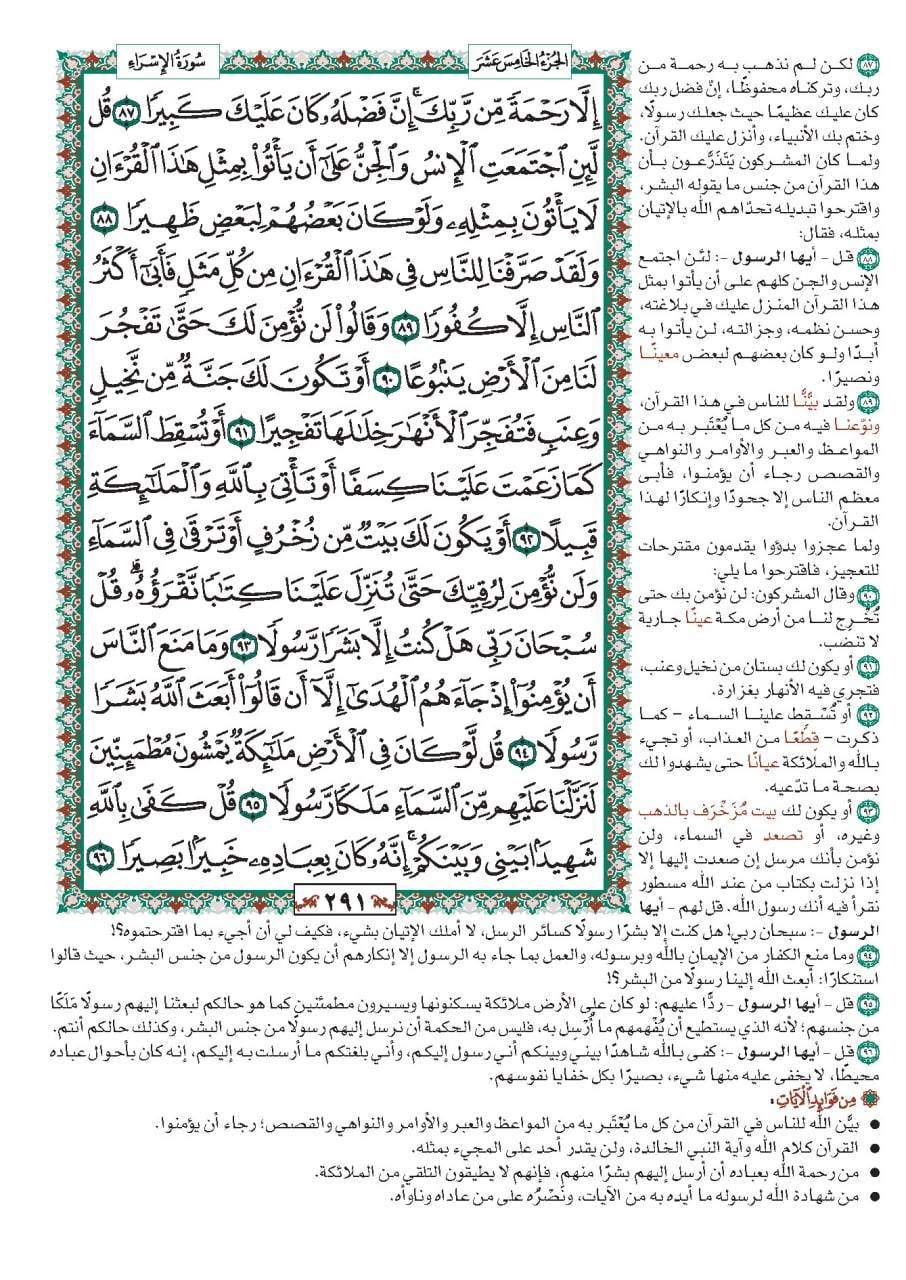 الجُزْءُ الخَامِسَ عَشَرَ
سُورَةُ الإِسْرَاءِ
إِلَّا رَحْمَةً مِّن رَّبِّكَۚ إِنَّ فَضْلَهُۥ كَانَ عَلَيْكَ كَبِيرًا ٨٧ قُل
لَّئِنِ ٱجْتَمَعَتِ ٱلْإِنسُ وَٱلْجِنُّ عَلَىٰٓ أَن يَأْتُوا۟ بِمِثْلِ هَٰذَا ٱلْقُرْءَانِ
لَا يَأْتُونَ بِمِثْلِهِۦ وَلَوْ كَانَ بَعْضُهُمْ لِبَعْضٍ ظَهِيرًا ٨٨
وَلَقَدْ صَرَّفْنَا لِلنَّاسِ فِي هَٰذَا ٱلْقُرْءَانِ مِن كُلِّ مَثَلٍ فَأَبَىٰٓ أَكْثَرُ
ٱلنَّاسِ إِلَّا كُفُورًا ٨٩ وَقَالُوا۟ لَن نُّؤْمِنَ لَكَ حَتَّىٰ تَفْجُرَ
لَنَا مِنَ ٱلْأَرْضِ يَنۢبُوعًا ٩٠ أَوْ تَكُونَ لَكَ جَنَّةٌ مِّن نَّخِيلٍ
وَعِنَبٍ فَتُفَجِّرَ ٱلْأَنْهَٰرَ خِلَٰلَهَا تَفْجِيرًا ٩١ أَوْ تُسْقِطَ ٱلسَّمَآءَ
كَمَا زَعَمْتَ عَلَيْنَا كِسَفًا أَوْ تَأْتِيَ بِٱللَّهِ وَٱلْمَلَٰٓئِكَةِ
قَبِيلًا ٩٢ أَوْ يَكُونَ لَكَ بَيْتٌ مِّن زُخْرُفٍ أَوْ تَرْقَىٰ فِي ٱلسَّمَآءِ
وَلَن نُّؤْمِنَ لِرُقِيِّكَ حَتَّىٰ تُنَزِّلَ عَلَيْنَا كِتَٰبًا نَّقْرَؤُهُۥۗ قُلْ
سُبْحَانَ رَبِّي هَلْ كُنتُ إِلَّا بَشَرًا رَّسُولًا ٩٣ وَمَا مَنَعَ ٱلنَّاسَ
أَن يُؤْمِنُوٓا۟ إِذْ جَآءَهُمُ ٱلْهُدَىٰٓ إِلَّآ أَن قَالُوٓا۟ أَبَعَثَ ٱللَّهُ بَشَرًا
رَّسُولًا ٩٤ قُل لَّوْ كَانَ فِي ٱلْأَرْضِ مَلَٰٓئِكَةٌ يَمْشُونَ مُطْمَئِنِّينَ
لَنَزَّلْنَا عَلَيْهِم مِّنَ ٱلسَّمَآءِ مَلَكًا رَّسُولًا ٩٥ قُلْ كَفَىٰ بِٱللَّهِ
شَهِيدًۢا بَيْنِي وَبَيْنَكُمْۚ إِنَّهُۥ كَانَ بِعِبَادِهِۦ خَبِيرًۢا بَصِيرًا ٩٦
٢٩١
٨٧ لكن لم نذهب به رحمة من
ربك، وتركناه محفوظًا، إنّ فضل ربك
كان عليك عظيمًا حيث جعلك رسولًا،
وختم بك الأنبياء، وأنزل عليك القرآن.
ولما كان المشركون يَتَذَرَّعون بأن
هذا القرآن من جنس ما يقوله البشر،
واقترحوا تبديله تحدّاهم الله بالإتيان
بمثله، فقال:
٨٨ قل - أيها الرسول -: لئن اجتمع
الإنس والجن كلهم على أن يأتوا بمثل
هذا القرآن المنزل عليك في بلاغته،
وحسن نظمه، وجزالته، لن يأتوا به
أبدًا ولو كان بعضهم لبعض معينًا
ونصيرًا.
٨٩ ولقد بيَّنَّا للناس في هذا القرآن،
ونوّعنا فيه من كل ما يُعْتَبر به من
المواعظ والعبر والأوامر والنواهي
والقصص رجاء أن يؤمنوا، فأبى
معظم الناس إلا جحودًا وإنكارًا لهذا
القرآن.
ولما عجزوا بدؤوا يقدمون مقترحات
للتعجيز، فاقترحوا ما يلي:
٩٠ وقال المشركون: لن نؤمن بك حتى
تُخْرِج لنا من أرض مكة عينًا جارية
لا تنضب.
٩١ أو يكون لك بستان من نخيل وعنب،
فتجري فيه الأنهار بغزارة.
٩٢ أو تُسْقِط علينا السماء - كما
ذكرت - قِطَعًا من العذاب، أو تجيء
بالله والملائكة عيانًا حتى يشهدوا لك
بصحة ما تدّعيه.
٩٣ أو يكون لك بيت مُزَخْرَف بالذهب
وغيره، أو تصعد في السماء، ولن
نؤمن بأنك مرسل إن صعدت إليها إلا
إذا نزلت بكتاب من عند الله مسطور
نقرأ فيه أنك رسول الله. قل لهم - أيها
الرسول -: سبحان ربي! هل كنت إلا بشرًا رسولًا كسائر الرسل، لا أملك الإتيان بشيء، فكيف لي أن أجيء بما اقترحتموه؟!
٩٤ وما منع الكفار من الإيمان بالله وبرسوله، والعمل بما جاء به الرسول إلا إنكارهم أن يكون الرسول من جنس البشر، حيث قالوا
استنكارًا: أبعث الله إلينا رسولًا من البشر؟!
٩٥ قل - أيها الرسول - ردًّا عليهم: لو كان على الأرض ملائكة يسكنونها ويسيرون مطمئنين كما هو حالكم لبعثنا إليهم رسولًا مَلَكًا
من جنسهم؛ لأنه الذي يستطيع أن يُفْهمهم ما أُرْسِل به، فليس من الحكمة أن نرسل إليهم رسولًا من جنس البشر، وكذلك حالكم أنتم.
٩٦ قل - أيها الرسول -: كفى بالله شاهدًا بيني وبينكم أني رسول إليكم، وأني بلغتكم ما أرسلت به إليكم، إنه كان بأحوال عباده
محيطًا، لا يخفى عليه منها شيء، بصيرًا بكل خفايا نفوسهم.
مِن فَوَائِدِ الْآيَاتِ:
● بيَّن الله للناس في القرآن من كل ما يُعْتَبر به من المواعظ والعبر والأوامر والنواهي والقصص؛ رجاء أن يؤمنوا.
● القرآن كلام الله وآية النبي الخالدة، ولن يقدر أحد على المجيء بمثله.
● من رحمة الله بعباده أن أرسل إليهم بشرًا منهم، فإنهم لا يطيقون التلقي من الملائكة.
● من شهادة الله لرسوله ما أيده به من الآيات، ونَصْرُه على من عاداه وناوأه.